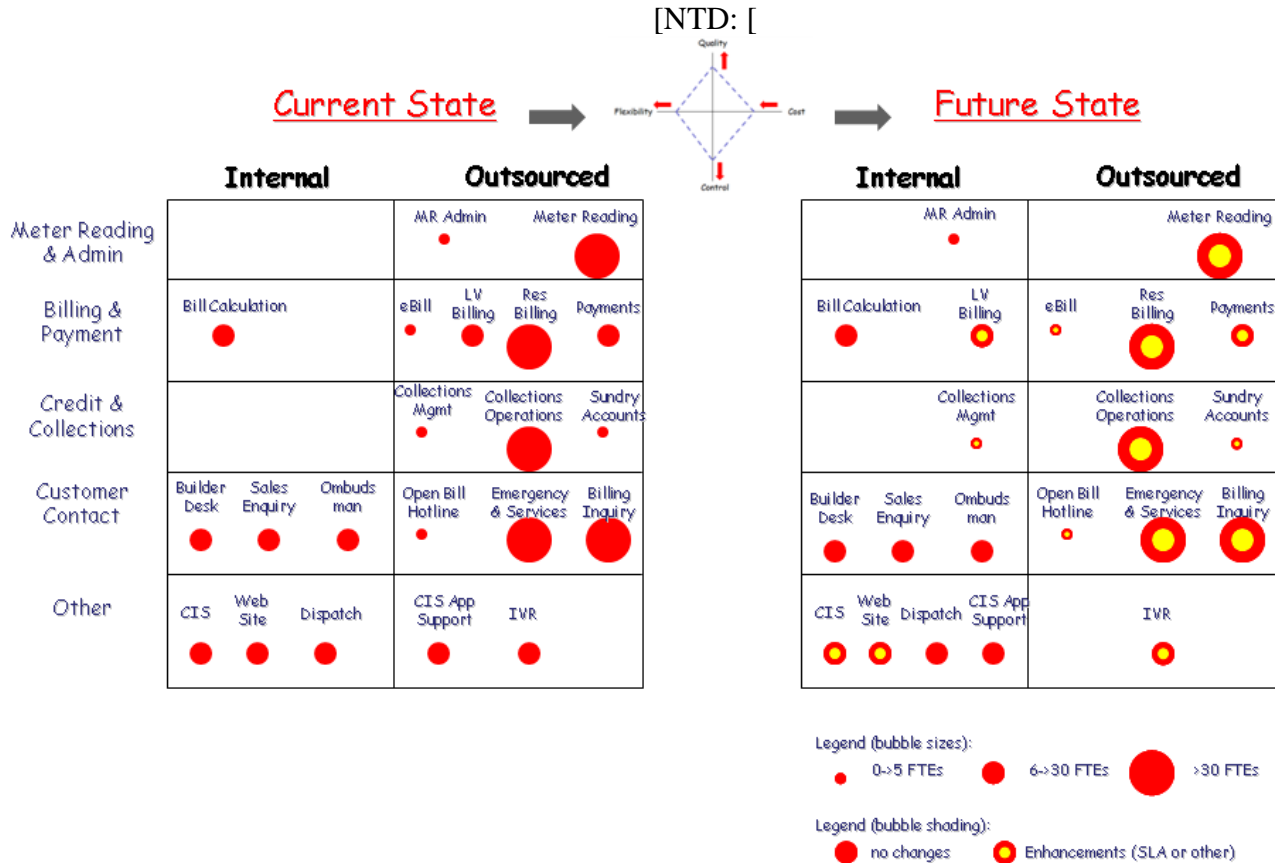 [NTD: [
Quality
Flexibility
Cost
Control
Current State
Future State
Internal
Outsourced
Internal
Outsourced
Meter Reading
& Admin
MR Admin
Meter Reading
MR Admin
Meter Reading
Billing &
Payment
Bill Calculation
eBill
LV
Billing
Res
Billing
Payments
Bill Calculation
LV
Billing
eBill
Res
Billing
Payments
Credit &
Collections
Collections
Mgmt
Collections
Operations
Sundry
Accounts
Collections
Mgmt
Collections
Operations
Sundry
Accounts
Customer
Contact
Builder
Desk
Sales
Enquiry
Ombuds
man
Open Bill
Hotline
Emergency
& Services
Billing
Inquiry
Builder
Desk
Sales
Enquiry
Ombuds
man
Open Bill
Hotline
Emergency
& Services
Billing
Inquiry
Other
CIS
Web
Site
Dispatch
CIS App
Support
IVR
CIS
Web
Site
Dispatch
CIS App
Support
IVR
Legend (bubble sizes):
0->5 FTEs
6->30 FTEs
>30 FTEs
Legend (bubble shading):
no changes
Enhancements (SLA or other)